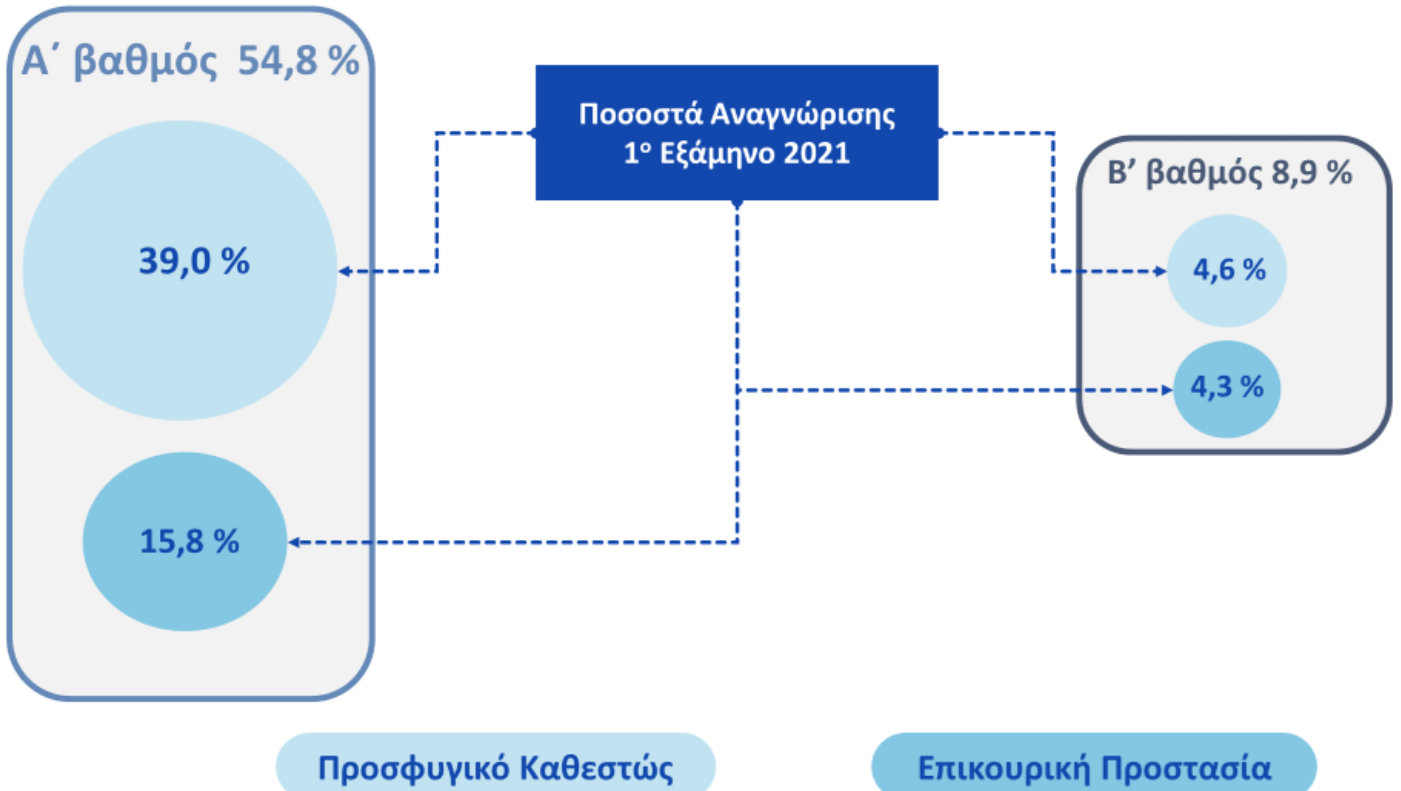 Α΄ βαθμός 54,8 %
39,0 %
15,8 %
Ποσοστά Αναγνώρισης
1ο Εξάμηνο 2021
Β’ βαθμός 8,9 %
4,6 %
4,3 %
Προσφυγικό Καθεστώς
Επικουρική Προστασία